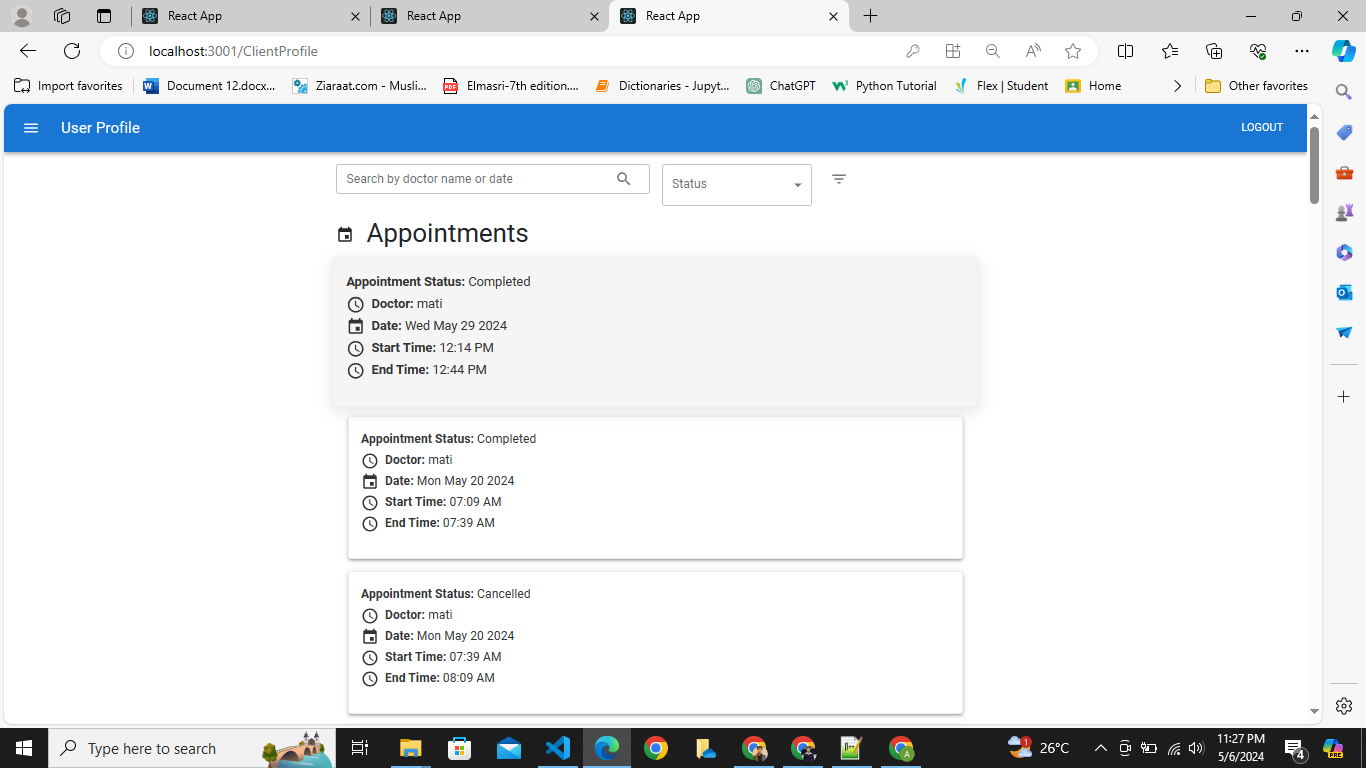 React App
React App
React App
localhost:3001/ClientProfile
Import favorites
Document 12.docx...
Ziaraat.com - Musli...
PDF
Elmasri-7th edition....
Dictionaries - Jupyt...
ChatGPT
Python Tutorial
Flex | Student
Home
Other favorites
User Profile
LOGOUT
Search by doctor name or date
Status
Appointments
Appointment Status: Completed
Doctor: mati
Date: Wed May 29 2024
Start Time: 12:14 PM
End Time: 12:44 PM
Appointment Status: Completed
Doctor: mati
Date: Mon May 20 2024
Start Time: 07:09 AM
End Time: 07:39 AM
Appointment Status: Cancelled
Doctor: mati
Date: Mon May 20 2024
Start Time: 07:39 AM
End Time: 08:09 AM
Type here to search
1
26°C
11:27 PM
5/6/2024
4
PRE